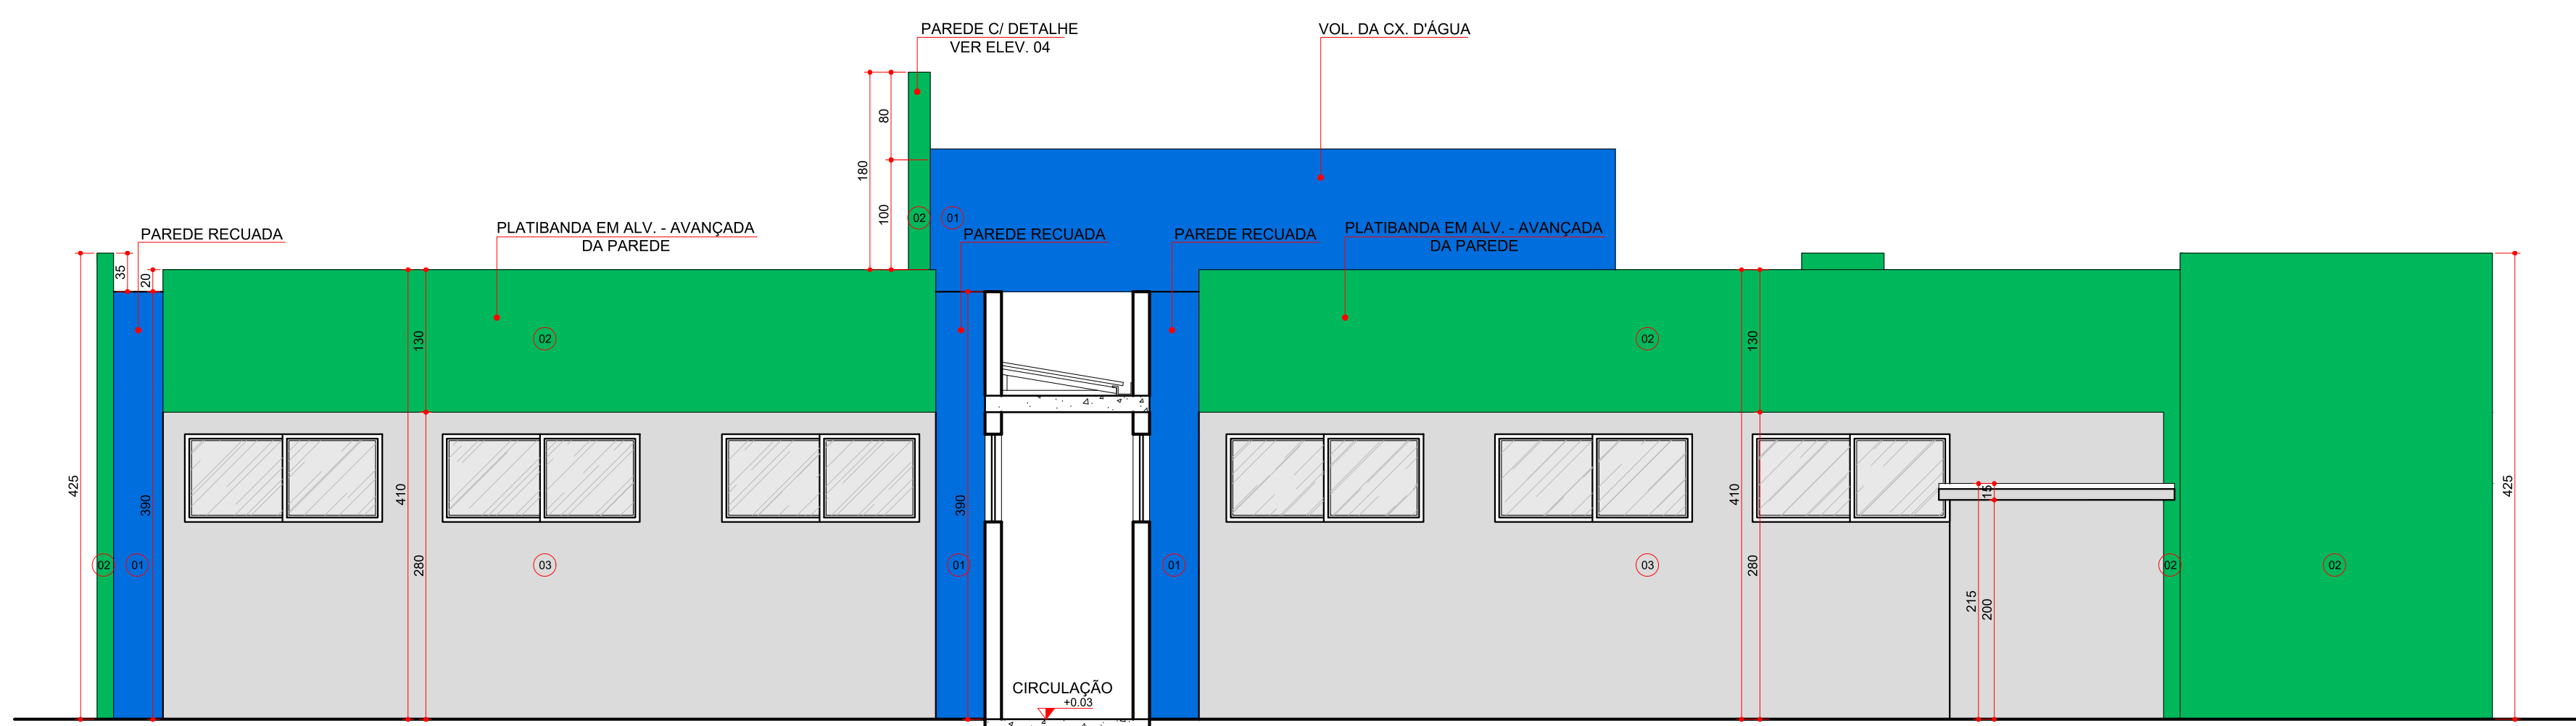 PAREDE C/ DETALHE
VER ELEV. 04
VOL. DA CX. D'ÁGUA
80
180
100
02
01
PAREDE RECUADA
PLATIBANDA EM ALV. - AVANÇADA
DA PAREDE
PAREDE RECUADA
PAREDE RECUADA
PLATIBANDA EM ALV. - AVANÇADA
DA PAREDE
35
20
130
02
02
130
425
390
410
390
410
15
425
02
01
280
03
01
01
03
280
02
02
215
200
CIRCULAÇÃO
+0.03